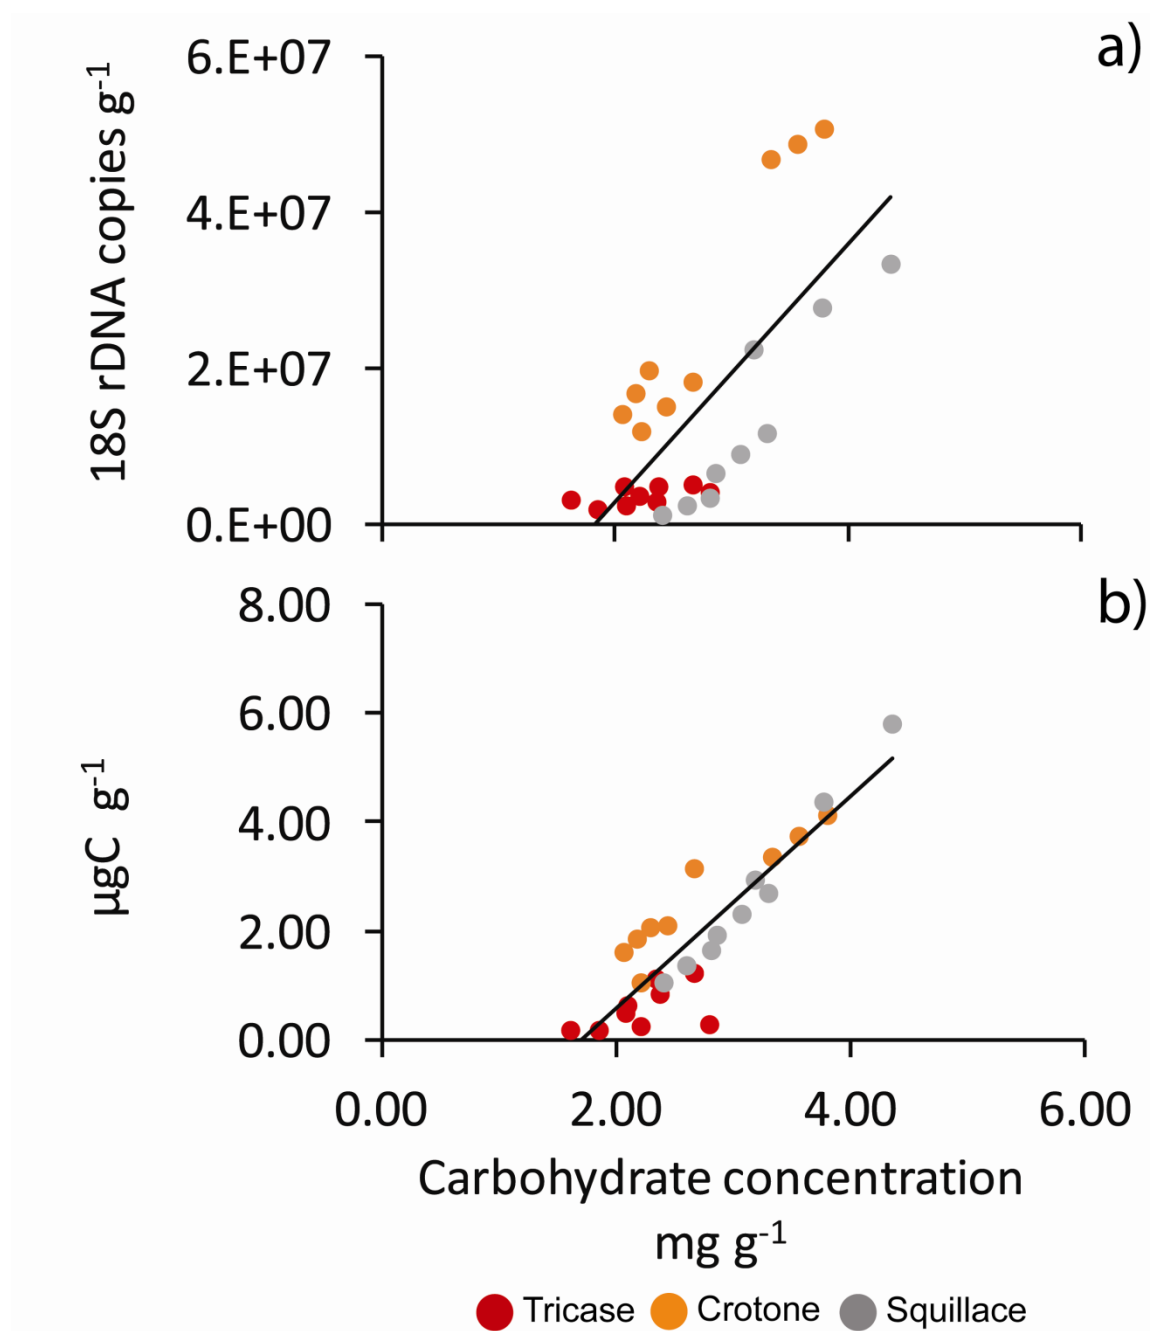 a)
6.E+07
4.E+07
2.E+07
0.E+00
18S rDNA copies g-1
b)
8.00
6.00
4.00
2.00
0.00
µgC g-1
0.00 2.00 4.00 6.00
Carbohydrate concentration
mg g-1
Tricase Crotone Squillace